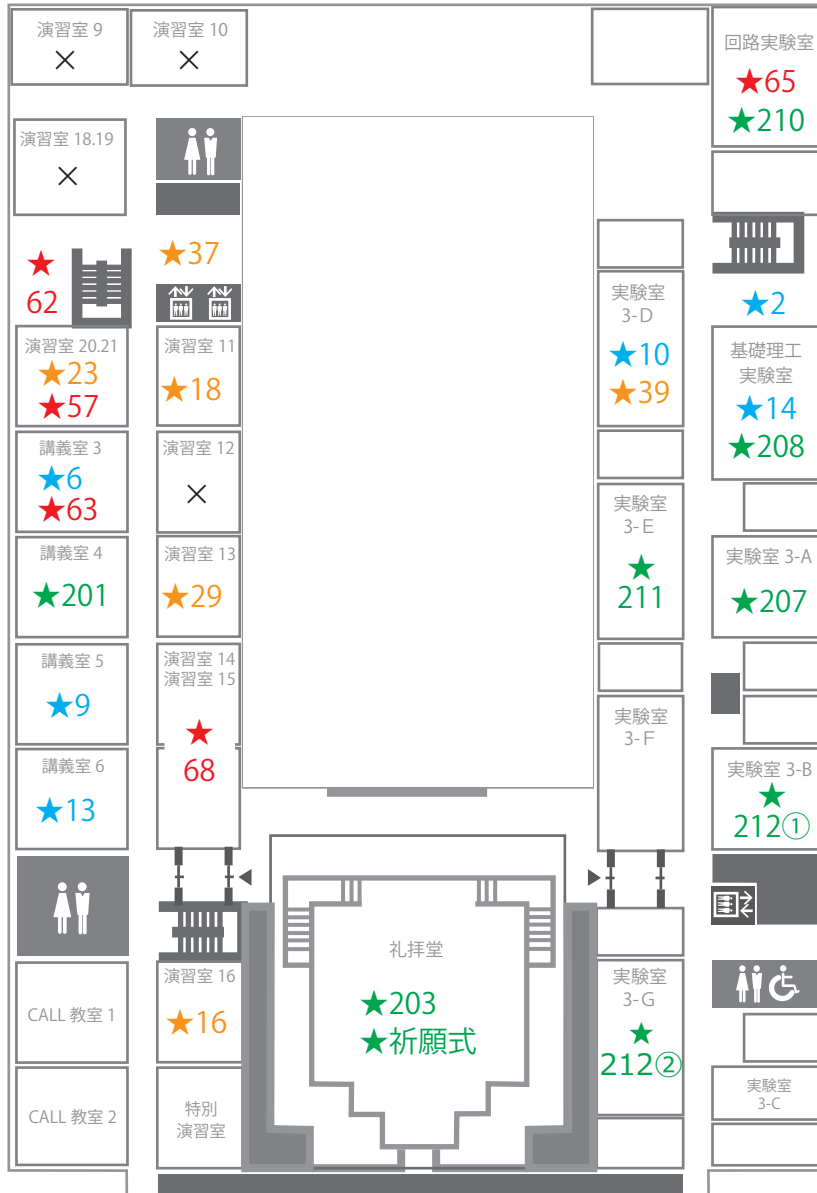 演習室 9
×
演習室 10
×
回路実験室
★65
★210
演習室 18.19
×
★
62
★37
★2
演習室 20.21
★23
★57
演習室 11
★18
実験室
3-D
★10
★39
基礎理工
実験室
★14
★208
講義室 3
★6
★63
演習室 12
×
実験室
3-E
★
211
講義室 4
★201
演習室 13
★29
実験室 3-A
★207
講義室 5
★9
演習室 14
演習室 15
★
68
実験室
3-F
講義室 6
★13
実験室 3-B
★
212①
礼拝堂
★203
★祈願式
CALL 教室 1
演習室 16
★16
実験室
3-G
★
212②
CALL 教室 2
特別
演習室
実験室
3-C